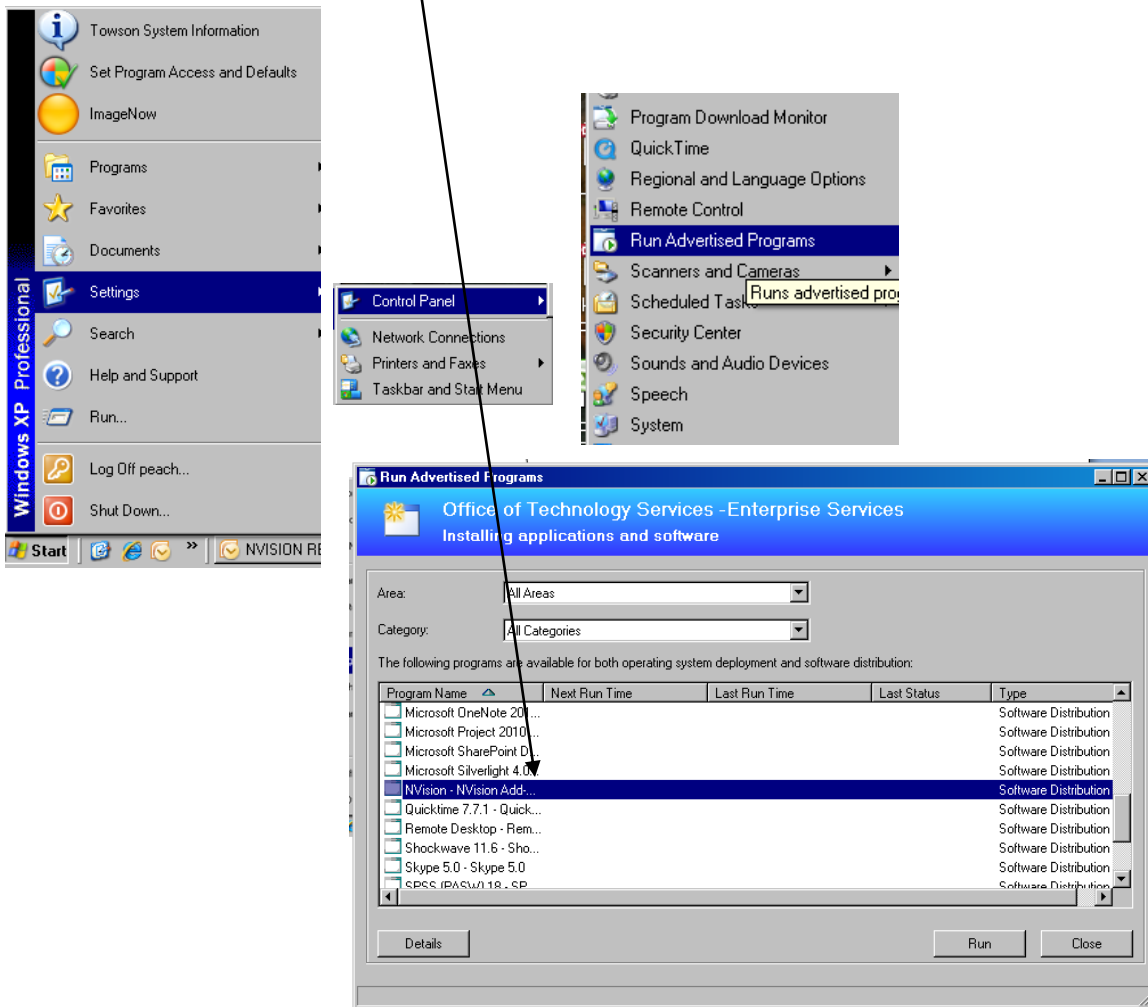 Towson System Information
Set Program Access and Defaults
ImageNow
Programs
Favorites
Documents
Settings
Search
Help and Support
Run...
Log Off peach...
Shut Down...
Windows XP Professional
Start
»
NVISION RE
Control Panel
Network Connections
Printers and Faxes
Taskbar and Start Menu
Program Download Monitor
QuickTime
Regional and Language Options
Remote Control
Run Advertised Programs
Scanners and Cameras
Scheduled Task
Runs advertised pro
Security Center
Sounds and Audio Devices
Speech
System
Run Advertised Programs
Office of Technology Services -Enterprise Services
Installing applications and software
Area: All Areas
Category: All Categories
The following programs are available for both operating system deployment and software distribution:
Program Name Next Run Time Last Run Time Last Status Type
Microsoft OneNote 201... Software Distribution
Microsoft Project 2010... Software Distribution
Microsoft SharePoint D... Software Distribution
Microsoft Silverlight 4.0... Software Distribution
NVision - NVision Add-... Software Distribution
Quicktime 7.7.1 - Quick... Software Distribution
Remote Desktop - Rem... Software Distribution
Shockwave 11.6 - Sho... Software Distribution
Skype 5.0 - Skype 5.0 Software Distribution
SPSS (PASW) 18 - SP Software Distribution
Details Run Close